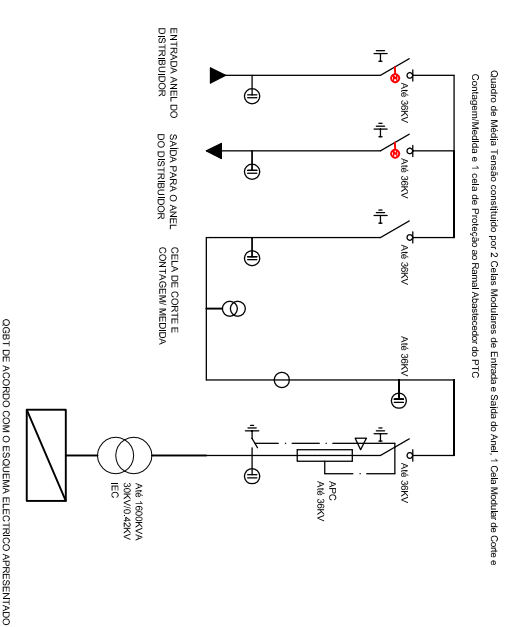 Quadro de Média Tensão constituido por 2 Celas Modulares de Entrada e Saída do Anel, 1 Cela Modular de Corte e
Contagem/Medida e 1 cela de Proteção ao Ramal Abastecedor do PTC
Até 36KV
Até 36KV
Até 36KV
Até 36KV
Até 36KV
APC
Até 36KV
ENTRADA ANEL DO
DISTRIBUIDOR
SAÍDA PARA O ANEL
DO DISTRIBUIDOR
CELA DE CORTE E
CONTAGEM/ MEDIDA
Até 1600KVA
30KV/0.42KV
IEC
QGBT DE ACORDO COM O ESQUEMA ELECTRICO APRESENTADO